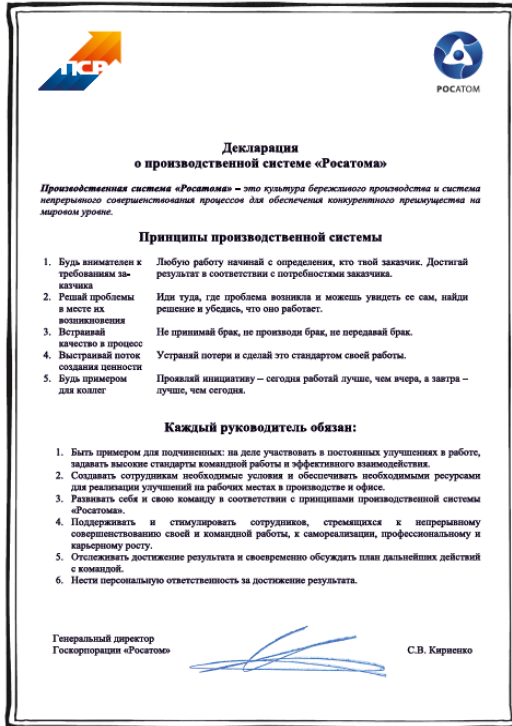 ПСР
РОСАТОМ
Декларация
о производственной системе «Росатома»
Производственная система «Росатома» – это культура бережливого производства и система
непрерывного совершенствования процессов для обеспечения конкурентного преимущества на
мировом уровне.
Принципы производственной системы
1. Будь внимателен к требованиям за-
казчика
Любую работу начинай с определения, кто твой заказчик. Достигай
результат в соответствии с потребностями заказчика.
2. Решай проблемы
в месте их
возникновения
Иди туда, где проблема возникла и можешь увидеть ее сам, найди
решение и убедись, что оно работает.
3. Встраивай
качество в процесс
Не принимай брак, не производи брак, не передавай брак.
4. Выстраивай поток
создания ценности
Устраняй потери и сделай это стандартом своей работы.
5. Будь примером
для коллег
Проявляй инициативу – сегодня работай лучше, чем вчера, а завтра –
лучше, чем сегодня.
Каждый руководитель обязан:
1. Быть примером для подчиненных: на деле участвовать в постоянных улучшениях в работе,
задавать высокие стандарты командной работы и эффективного взаимодействия.
2. Создавать сотрудникам необходимые условия и обеспечивать необходимыми ресурсами
для реализации улучшений на рабочих местах в производстве и офисе.
3. Развивать себя и свою команду в соответствии с принципами производственной системы
«Росатома».
4. Поддерживать и стимулировать сотрудников, стремящихся к непрерывному
совершенствованию своей и командной работы, к самореализации, профессиональному и
карьерному росту.
5. Отслеживать достижение результата и своевременно обсуждать план дальнейших действий
с командой.
6. Нести персональную ответственность за достижение результата.
Генеральный директор
Госкорпорации «Росатом»
С.В. Кириенко